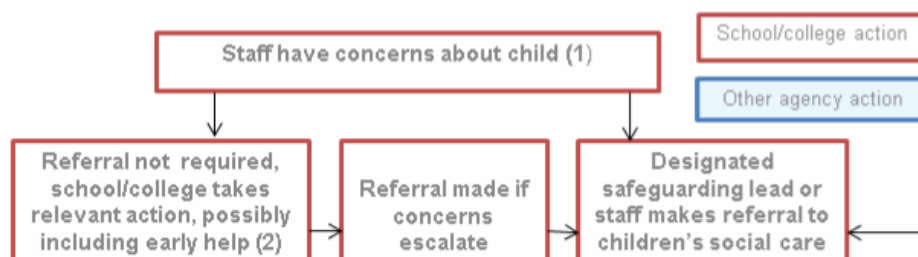 Staff have concerns about child (1)
School/college action
Other agency action
Referral not required,
school/college takes
relevant action, possibly
including early help (2)
Referral made if
concerns
escalate
Designated
safeguarding lead or
staff makes referral to
children's social care